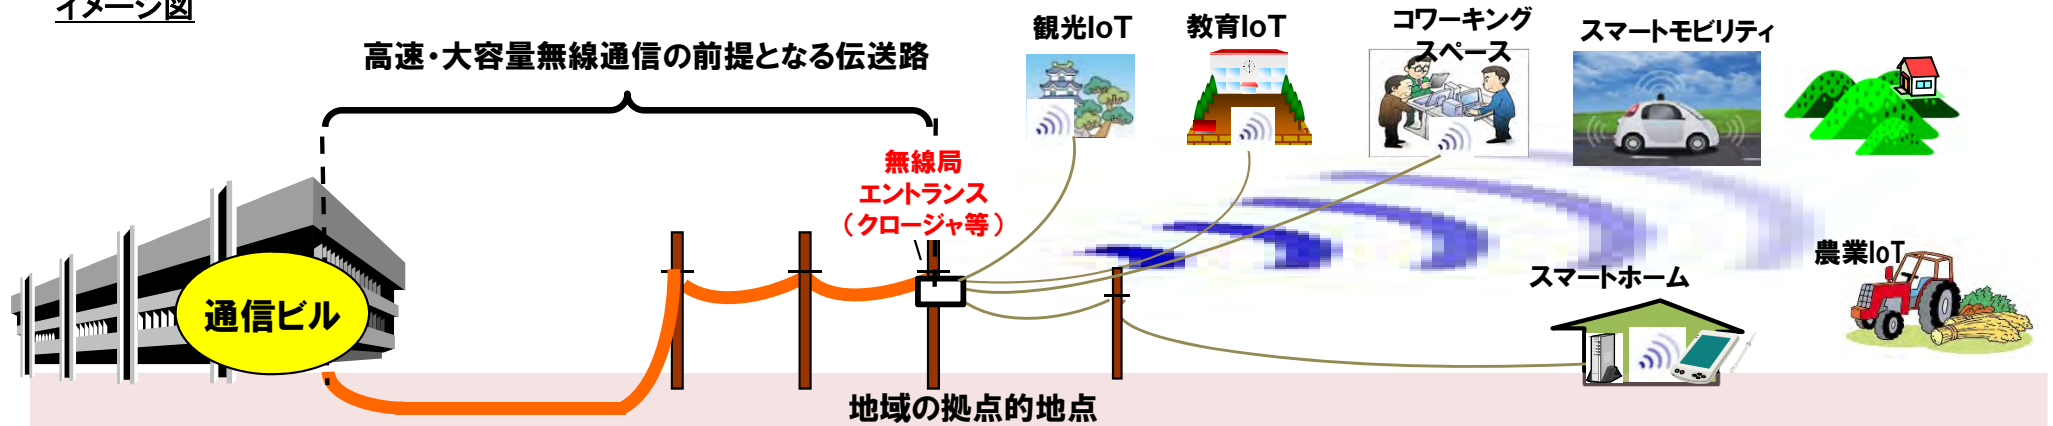 イメージ図
高速・大容量無線通信の前提となる伝送路
観光IoT
教育IoT
コワーキング
スペース
スマートモビリティ
無線局
エントランス
（クロージャ等）
通信ビル
スマートホーム
農業IoT
地域の拠点的地点